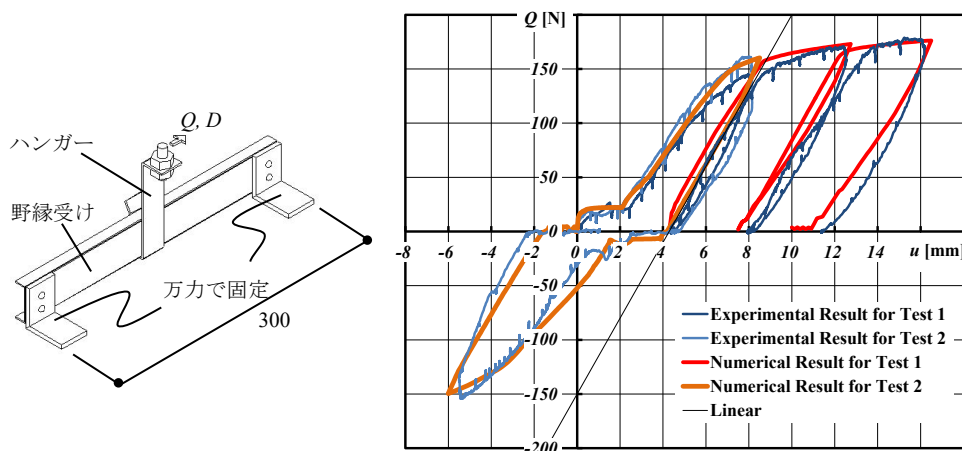 Q, D
ハンガー
野縁受け
万力で固定
300
Q [N]
150
100
50
0
-50
-100
-150
-200
-8 -6 -4 -2 0 2 4 6 8 10 12 14
u [mm]
Experimental Result for Test 1
Experimental Result for Test 2
Numerical Result for Test 1
Numerical Result for Test 2
Linear